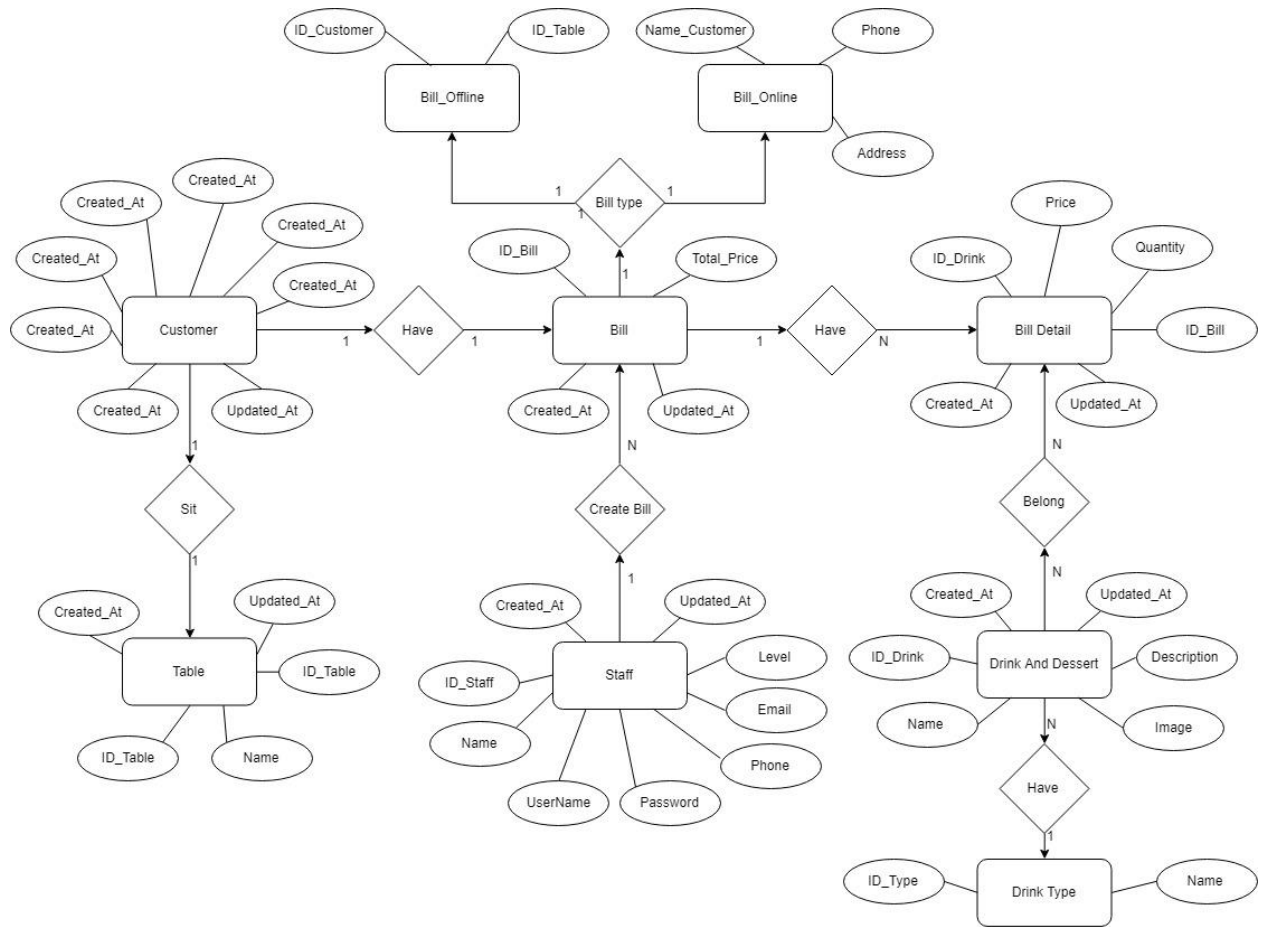 ID_Customer
ID_Table
Name_Customer
Phone
Bill_Offline
Bill_Online
Address
Created_At
Created_At
Created_At
Created_At
Created_At
Created_At
Created_At
Updated_At
Customer
1
Have
1
1
1
1
Bill type
1
ID_Bill
Total_Price
Bill
Created_At
Updated_At
1
Have
N
Price
ID_Drink
Quantity
Bill Detail
ID_Bill
Created_At
Updated_At
1
Sit
1
N
Create Bill
1
N
Belong
N
Created_At
Updated_At
Table
ID_Table
ID_Table
Name
Created_At
Updated_At
Level
ID_Staff
Staff
Email
Name
Phone
UserName
Password
Created_At
Updated_At
ID_Drink
Drink And Dessert
Description
Name
Image
N
Have
1
ID_Type
Drink Type
Name